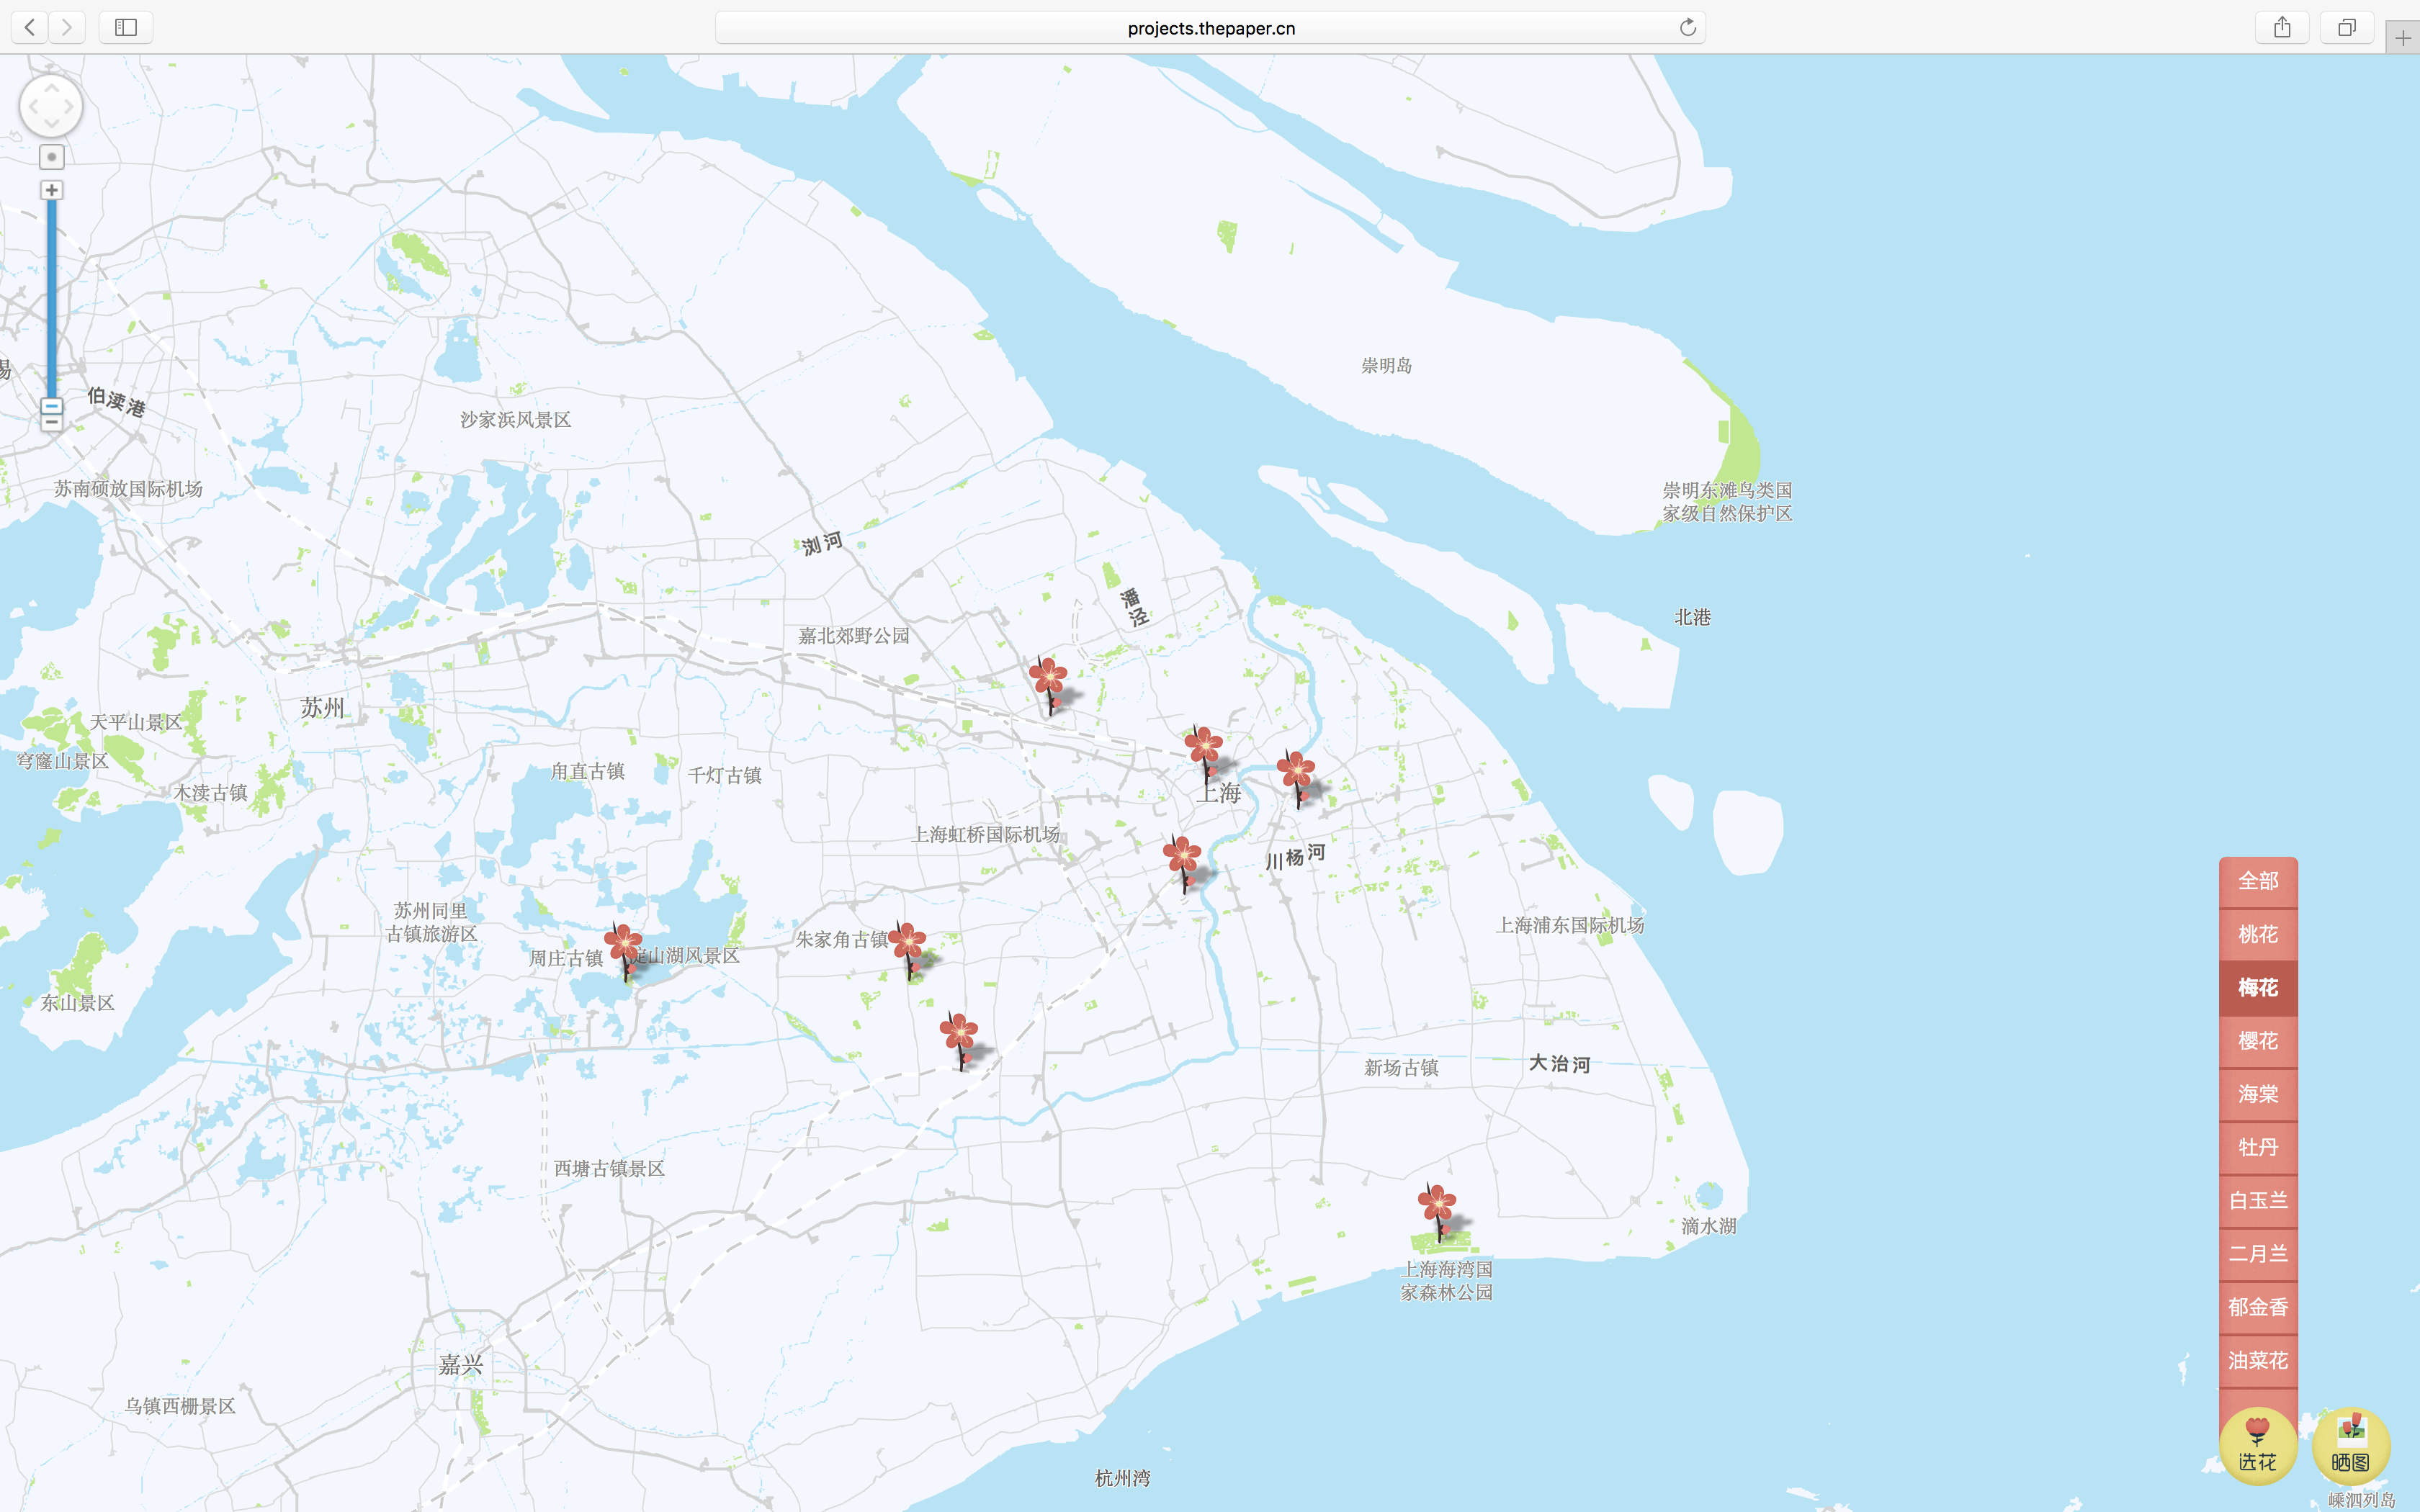 projects.thepaper.cn
崇明岛
伯渎港
沙家浜风景区
苏南硕放国际机场
崇明东滩鸟类国
家级自然保护区
浏河
潘泾
北港
嘉北郊野公园
苏州
天平山景区
穹窿山景区
甪直古镇
千灯古镇
木渎古镇
上海
上海虹桥国际机场
川杨河
全部
苏州同里
古镇旅游区
上海浦东国际机场
桃花
朱家角古镇
周庄古镇
淀山湖风景区
梅花
东山景区
樱花
新场古镇
大治河
海棠
牡丹
西塘古镇景区
白玉兰
滴水湖
二月兰
上海海湾国
家森林公园
郁金香
嘉兴
油菜花
乌镇西栅景区
选花
晒图
杭州湾
嵊泗列岛